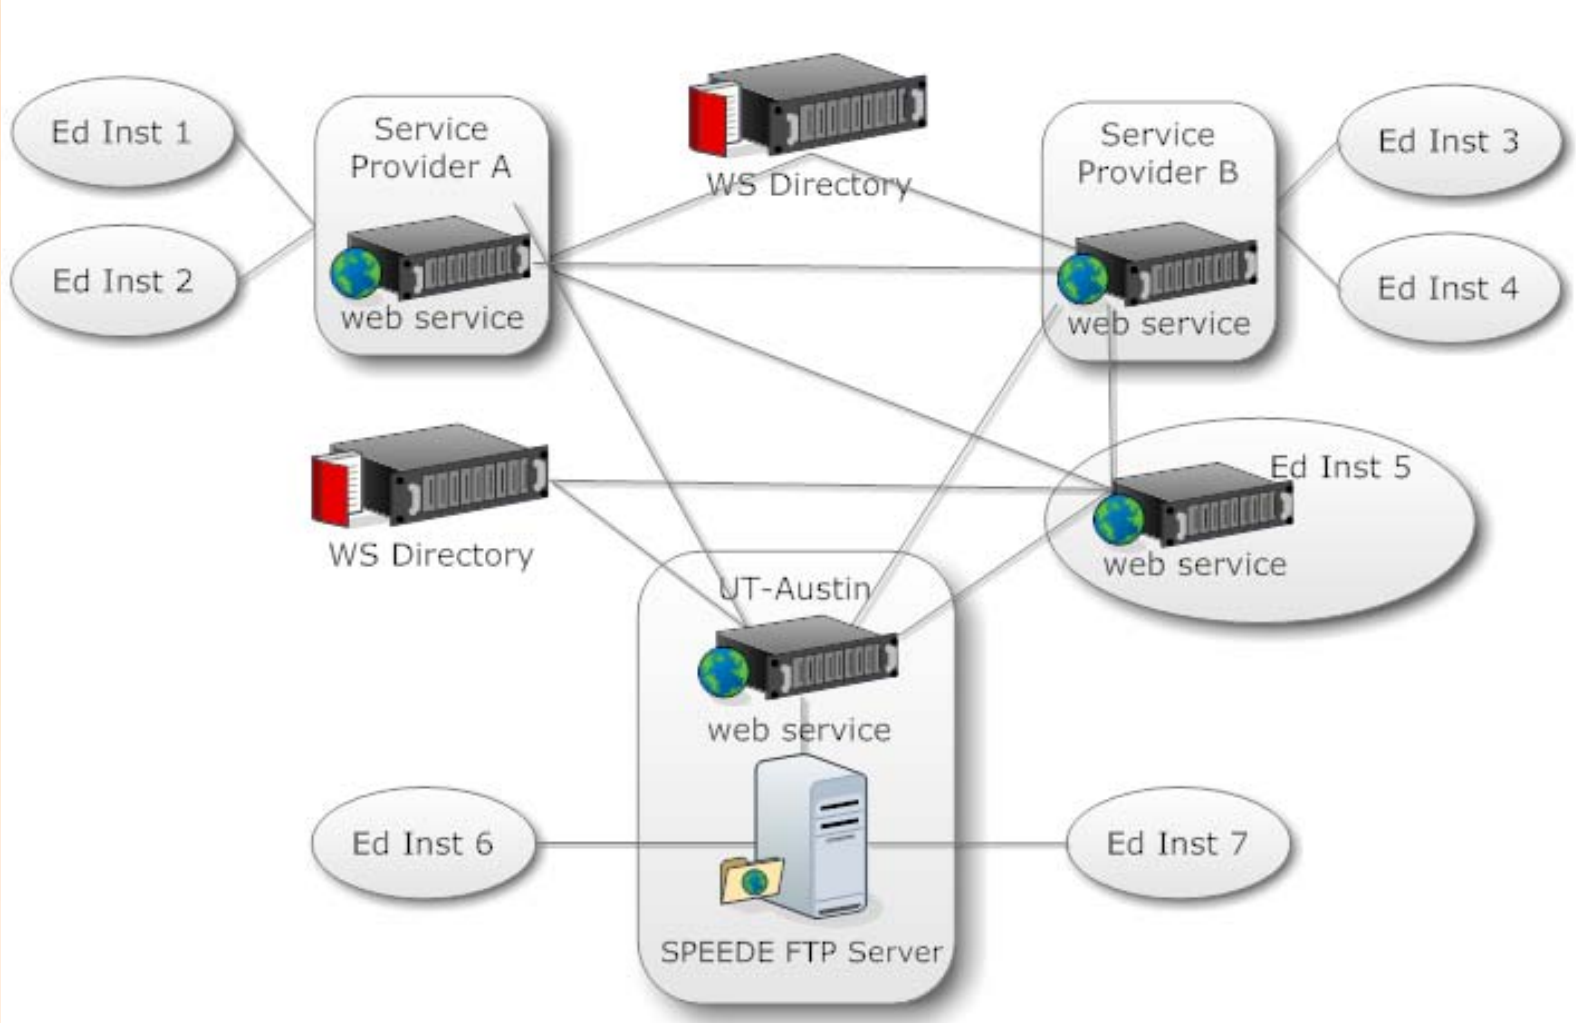 Ed Inst 1
Service
Provider A
WS Directory
Service
Provider B
Ed Inst 3
Ed Inst 2
web service
web service
Ed Inst 4
WS Directory
Ed Inst 5
web service
UT-Austin
web service
Ed Inst 6
Ed Inst 7
SPEEDE FTP Server